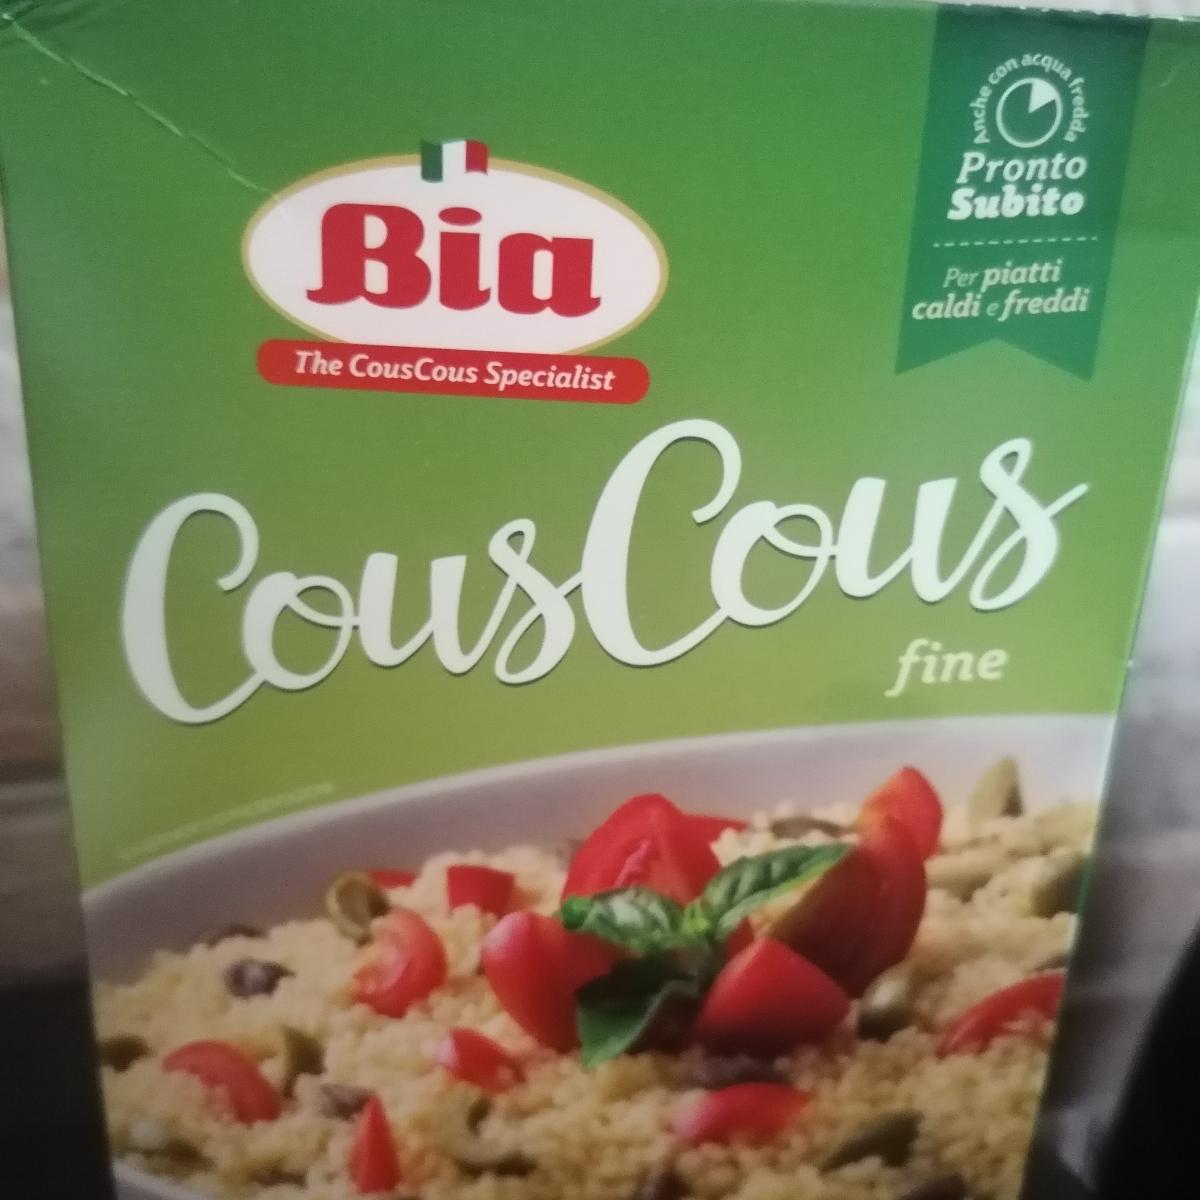 Anche con acqua fredda
Pronto
Subito
Per piatti
caldi e freddi
Bia
The CousCous Specialist
CousCous
fine